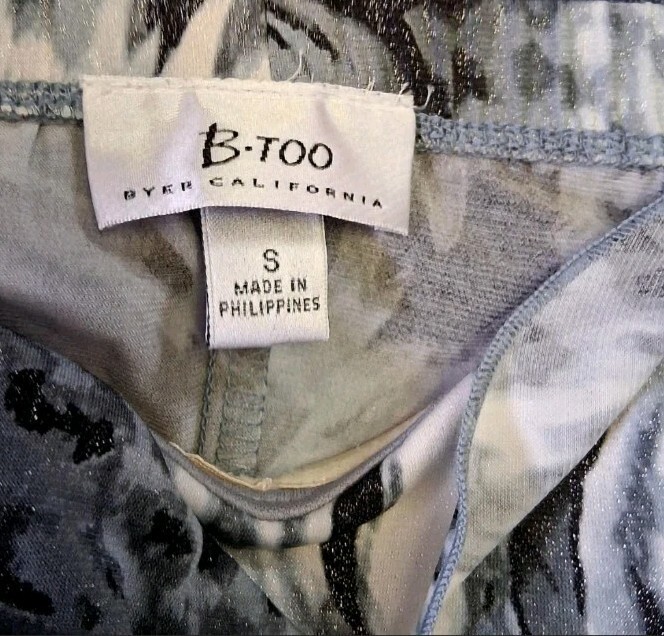 B·TOO
BYER CALIFORNIA
S
MADE IN
PHILIPPINES